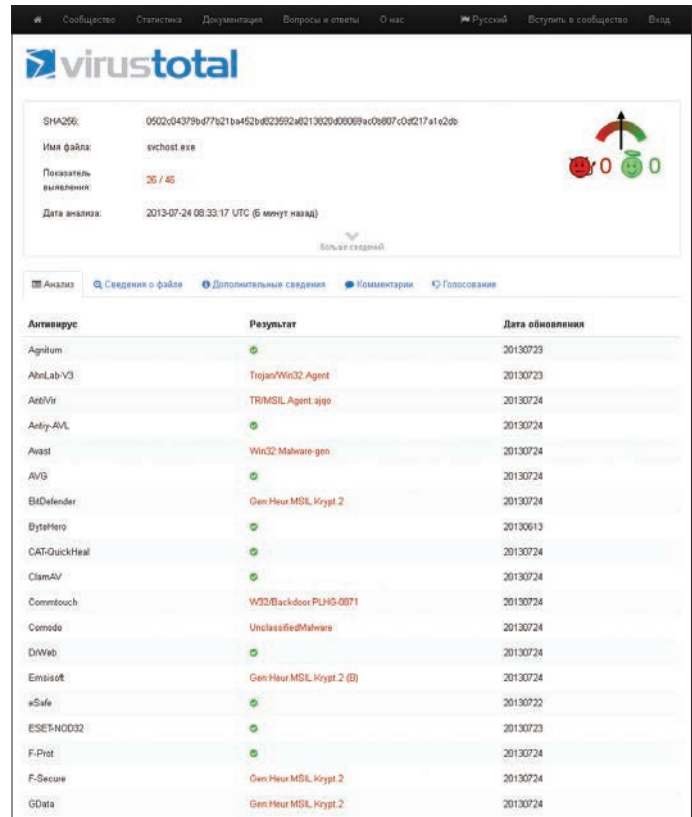 Сообщество Статистика Документация Вопросы и ответы О нас Русский Вступить в сообщество Вход
virustotal
SHA256: 0502c04379bd77b21ba452bd823592a8213820d08069ac0b807c0df217a1e2db
Имя файла: svchost.exe
Показатель выявления: 26 / 46
0 0
Дата анализа: 2013-07-24 08:33:17 UTC (6 минут назад)
Больше сведений
Анализ Сведения о файле Дополнительные сведения Комментарии Голосование
Антивирус Результат Дата обновления
Agnitum 20130723
AhnLab-V3 Trojan/Win32.Agent 20130723
AntiVir TR/MSIL.Agent.ajqo 20130724
Antiy-AVL 20130724
Avast Win32:Malware-gen 20130724
AVG 20130724
BitDefender Gen:Heur.MSIL.Krypt.2 20130724
ByteHero 20130613
CAT-QuickHeal 20130724
ClamAV 20130724
Commtouch W32/Backdoor.PLHG-0871 20130724
Comodo UnclassifiedMalware 20130724
DrWeb 20130724
Emsisoft Gen:Heur.MSIL.Krypt.2 (B) 20130724
eSafe 20130722
ESET-NOD32 20130723
F-Prot 20130724
F-Secure Gen:Heur.MSIL.Krypt.2 20130724
GData Gen:Heur.MSIL.Krypt.2 20130724